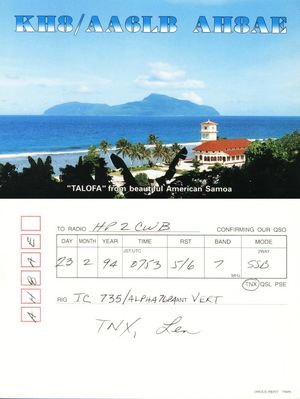 KH8/AA6LB AH8AE
"TALOFA" from beautiful American Samoa
AH8AE
TO RADIO HP2CWB CONFIRMING OUR QSO
DAY MONTH YEAR TIME RST BAND MODE
2WAY
23 2 94 0753 5/6 7 SSB
MHz
TNX QSL PSE
RIG IC 735/ALPHA 76PA ANT VERT
TNX, Len